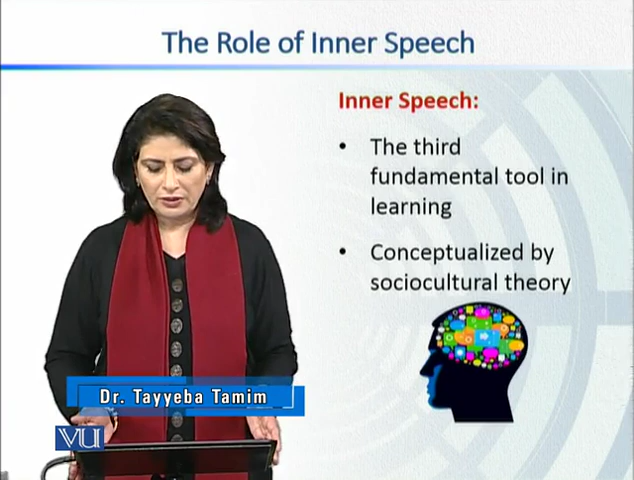 The Role of Inner Speech
Inner Speech:
• The third
fundamental tool in
learning
• Conceptualized by
sociocultural theory
Dr. Tayyeba Tamim
VU